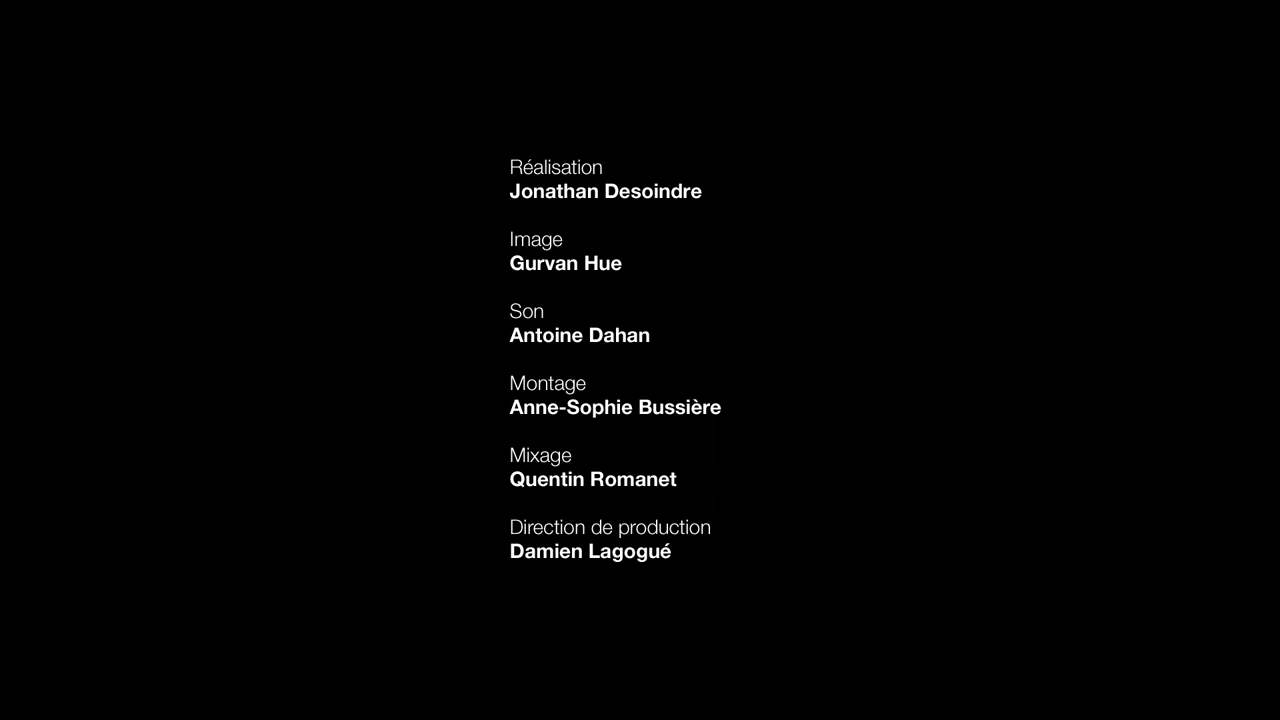 Réalisation
Jonathan Desoindre
Image
Gurvan Hue
Son
Antoine Dahan
Montage
Anne-Sophie Bussière
Mixage
Quentin Romanet
Direction de production
Damien Lagogué